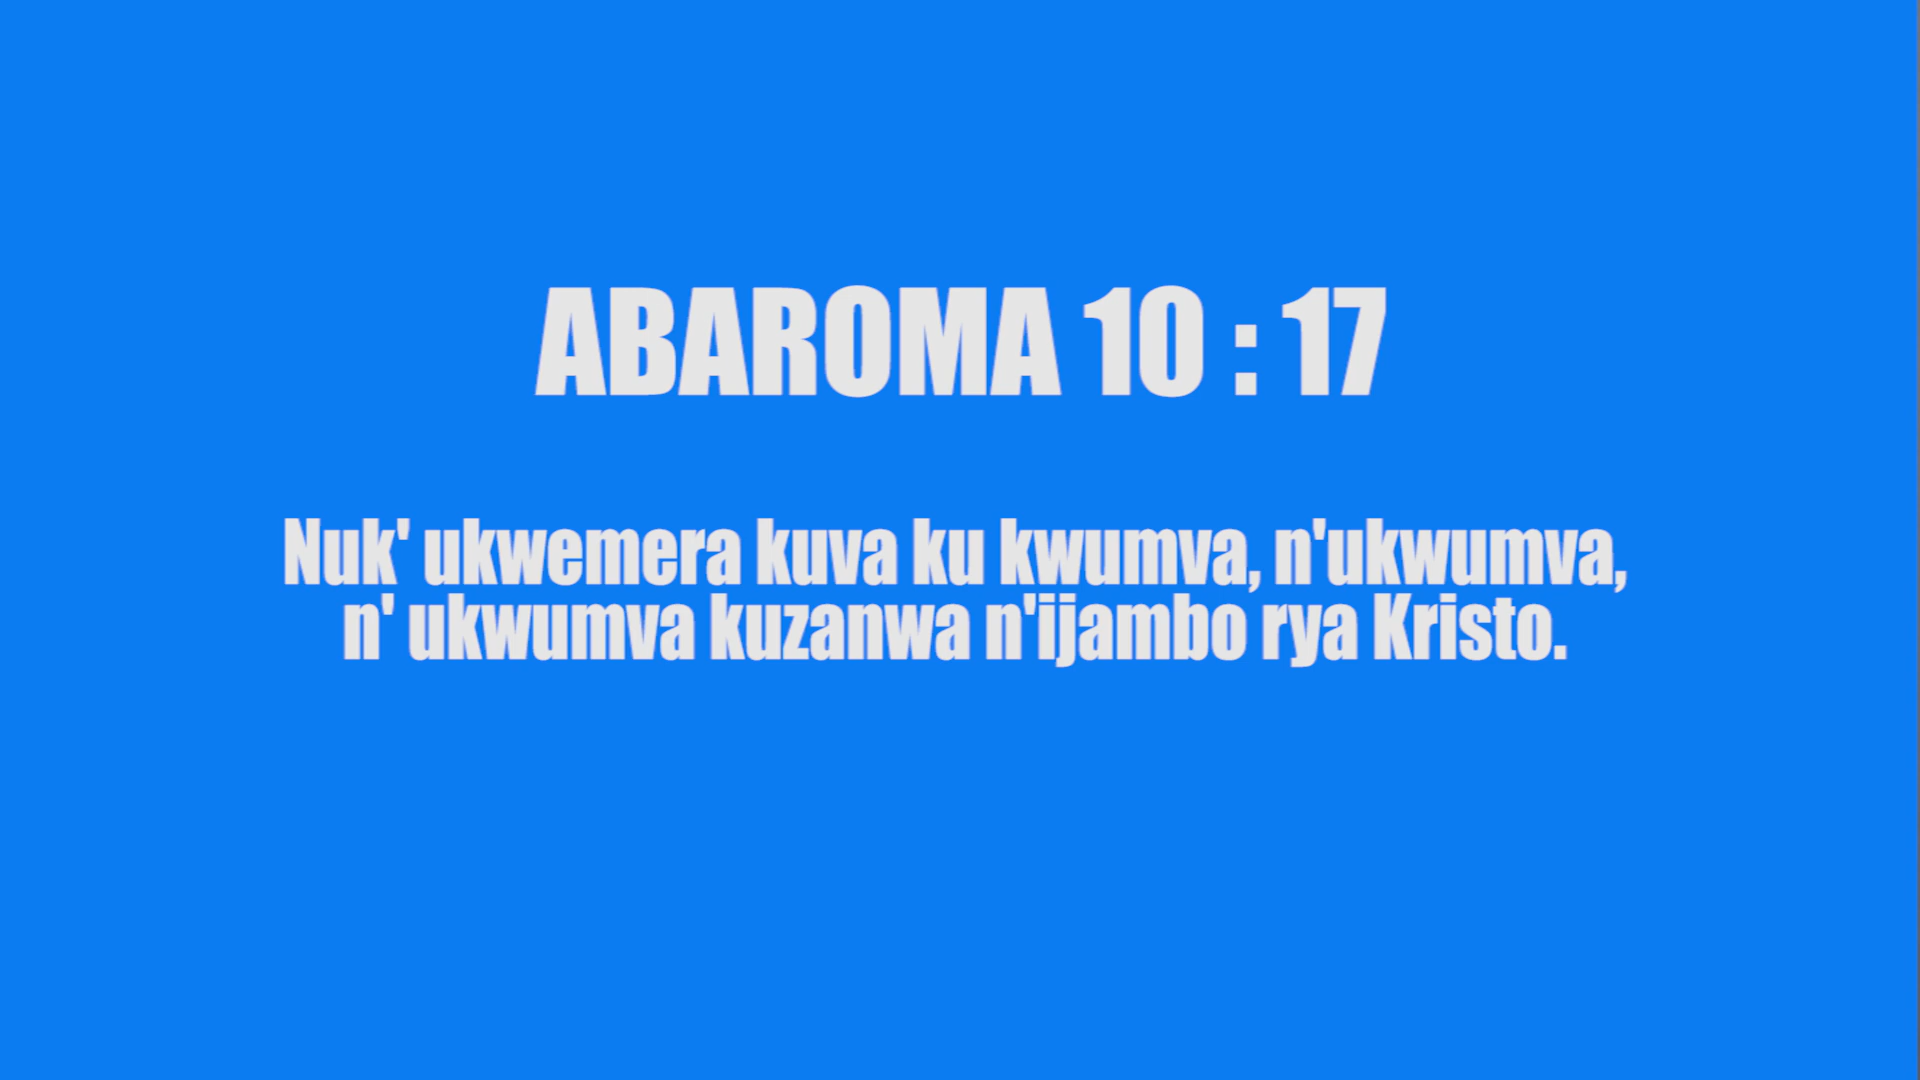 ABAROMA 10 : 17
Nuk' ukwemera kuva ku kwumva, n'ukwumva,
n' ukwumva kuzanwa n'ijambo rya Kristo.